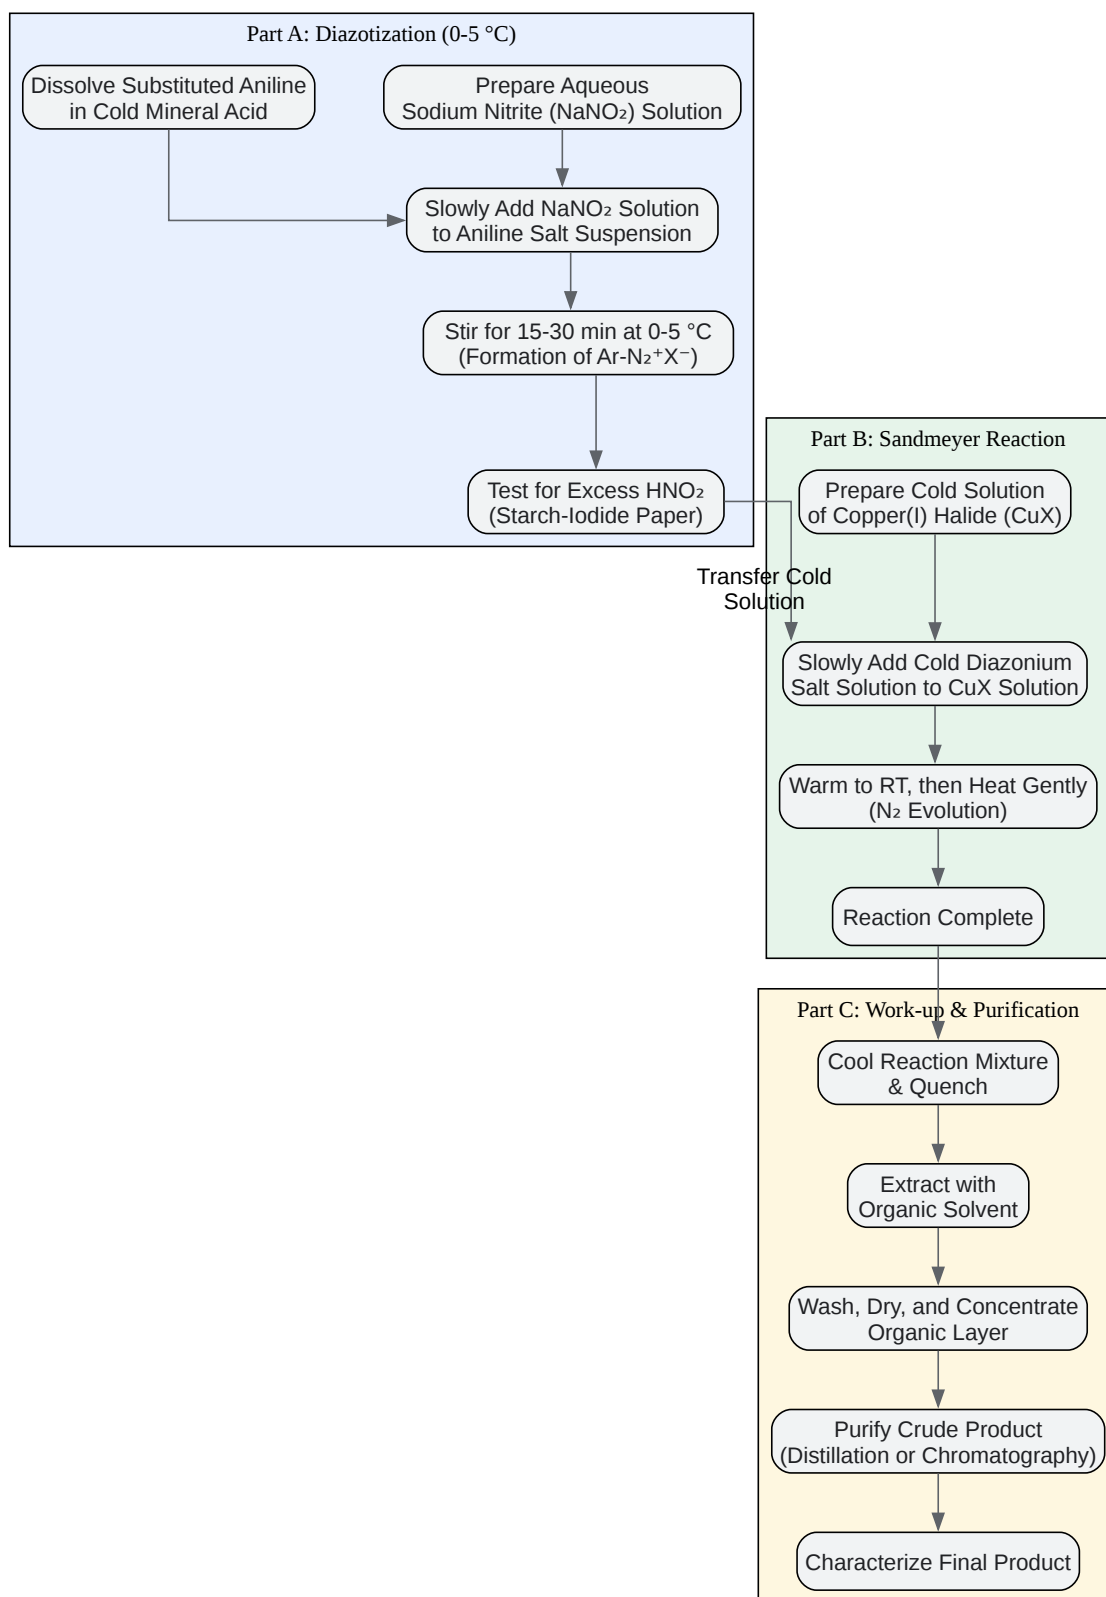 Part A: Diazotization (0-5 °C)
Dissolve Substituted Aniline
in Cold Mineral Acid
Prepare Aqueous
Sodium Nitrite (NaNO₂) Solution
Slowly Add NaNO₂ Solution
to Aniline Salt Suspension
Stir for 15-30 min at 0-5 °C
(Formation of Ar-N₂⁺X⁻)
Test for Excess HNO₂
(Starch-Iodide Paper)
Transfer Cold
Solution
Part B: Sandmeyer Reaction
Prepare Cold Solution
of Copper(I) Halide (CuX)
Slowly Add Cold Diazonium
Salt Solution to CuX Solution
Warm to RT, then Heat Gently
(N₂ Evolution)
Reaction Complete
Part C: Work-up & Purification
Cool Reaction Mixture
& Quench
Extract with
Organic Solvent
Wash, Dry, and Concentrate
Organic Layer
Purify Crude Product
(Distillation or Chromatography)
Characterize Final Product